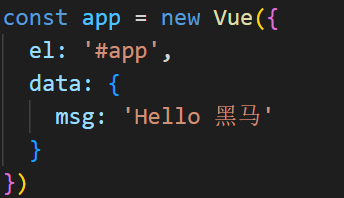 const app = new Vue({
  el: '#app',
  data: {
    msg: 'Hello 黑马'
  }
})